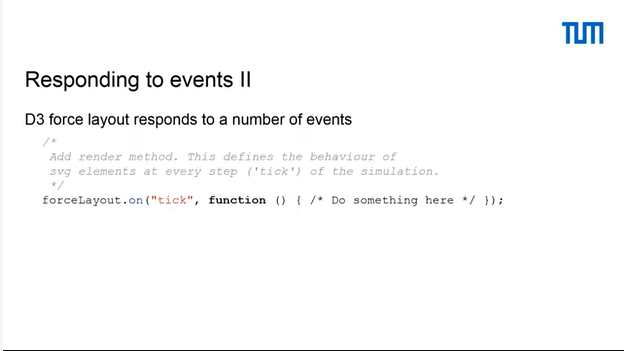 TUM
Responding to events II
D3 force layout responds to a number of events
/*
Add render method. This defines the behaviour of
svg elements at every step ('tick') of the simulation.
*/
forceLayout.on("tick", function () { /* Do something here */ });